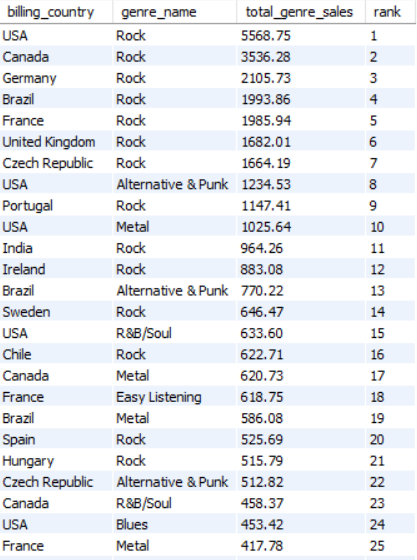 billing_country genre_name total_genre_sales rank
USA Rock 5568.75 1
Canada Rock 3536.28 2
Germany Rock 2105.73 3
Brazil Rock 1993.86 4
France Rock 1985.94 5
United Kingdom Rock 1682.01 6
Czech Republic Rock 1664.19 7
USA Alternative & Punk 1234.53 8
Portugal Rock 1147.41 9
USA Metal 1025.64 10
India Rock 964.26 11
Ireland Rock 883.08 12
Brazil Alternative & Punk 770.22 13
Sweden Rock 646.47 14
USA R&B/Soul 633.60 15
Chile Rock 622.71 16
Canada Metal 620.73 17
France Easy Listening 618.75 18
Brazil Metal 586.08 19
Spain Rock 525.69 20
Hungary Rock 515.79 21
Czech Republic Alternative & Punk 512.82 22
Canada R&B/Soul 458.37 23
USA Blues 453.42 24
France Metal 417.78 25